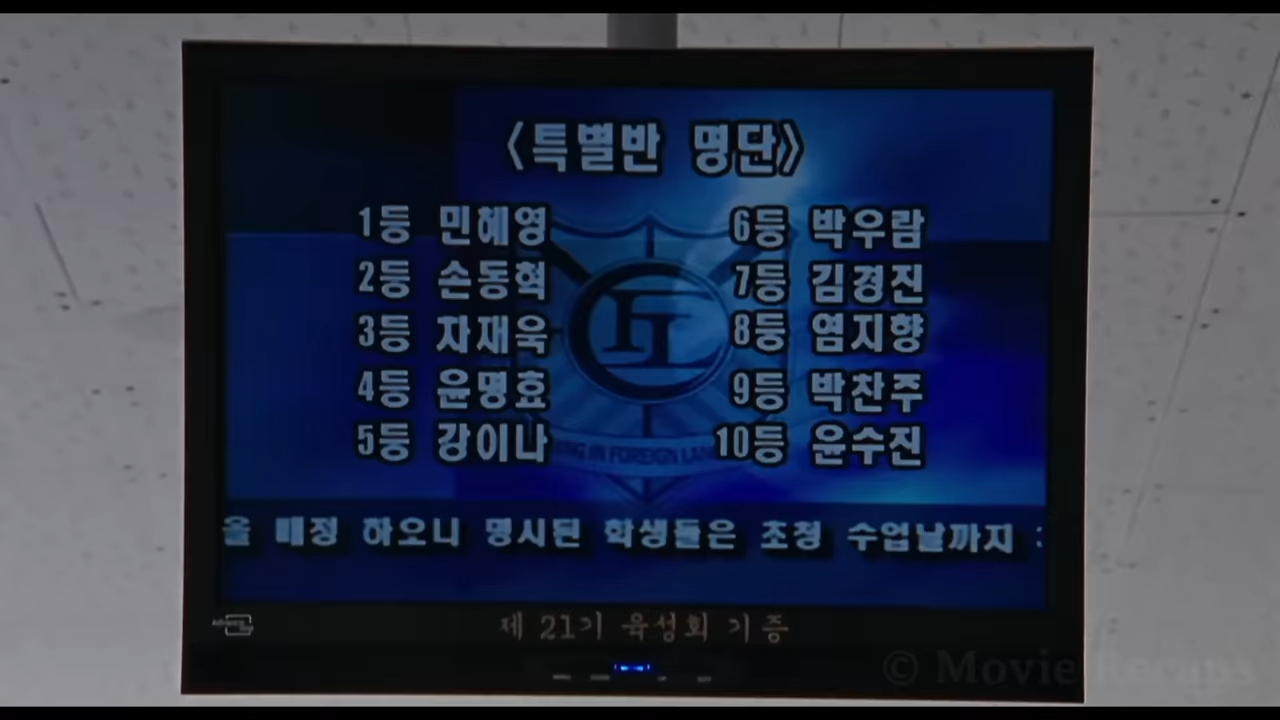 〈특별반 명단〉
1등 민혜영
2등 손동혁
3등 차재욱
4등 윤명효
5등 강이나
6등 박우람
7등 김경진
8등 염지향
9등 박찬주
10등 윤수진
IN FOREIGN LAN
을 배정 하오니 명시된 학생들은 초청 수업날까지
제 21기 육성회 기증
© Movie Recaps